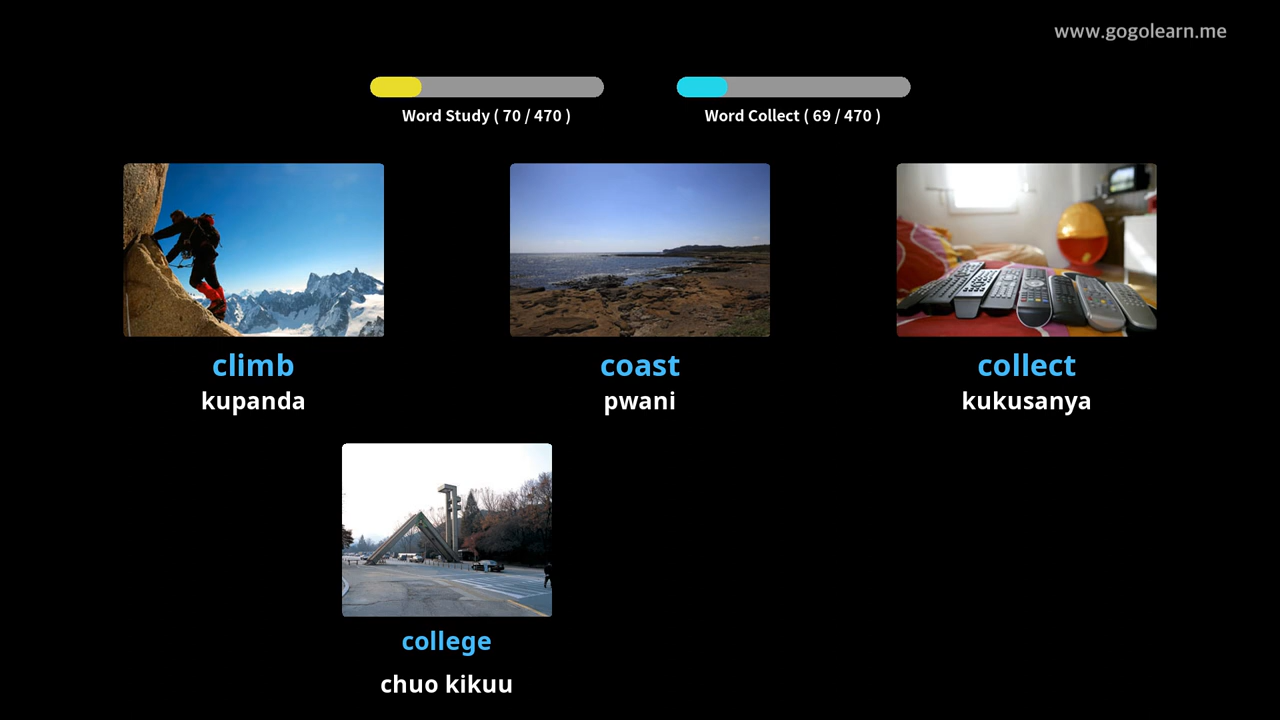 www.gogolearn.me
Word Study ( 70 / 470 )
Word Collect ( 69 / 470 )
climb
kupanda
coast
pwani
collect
kukusanya
college
chuo kikuu